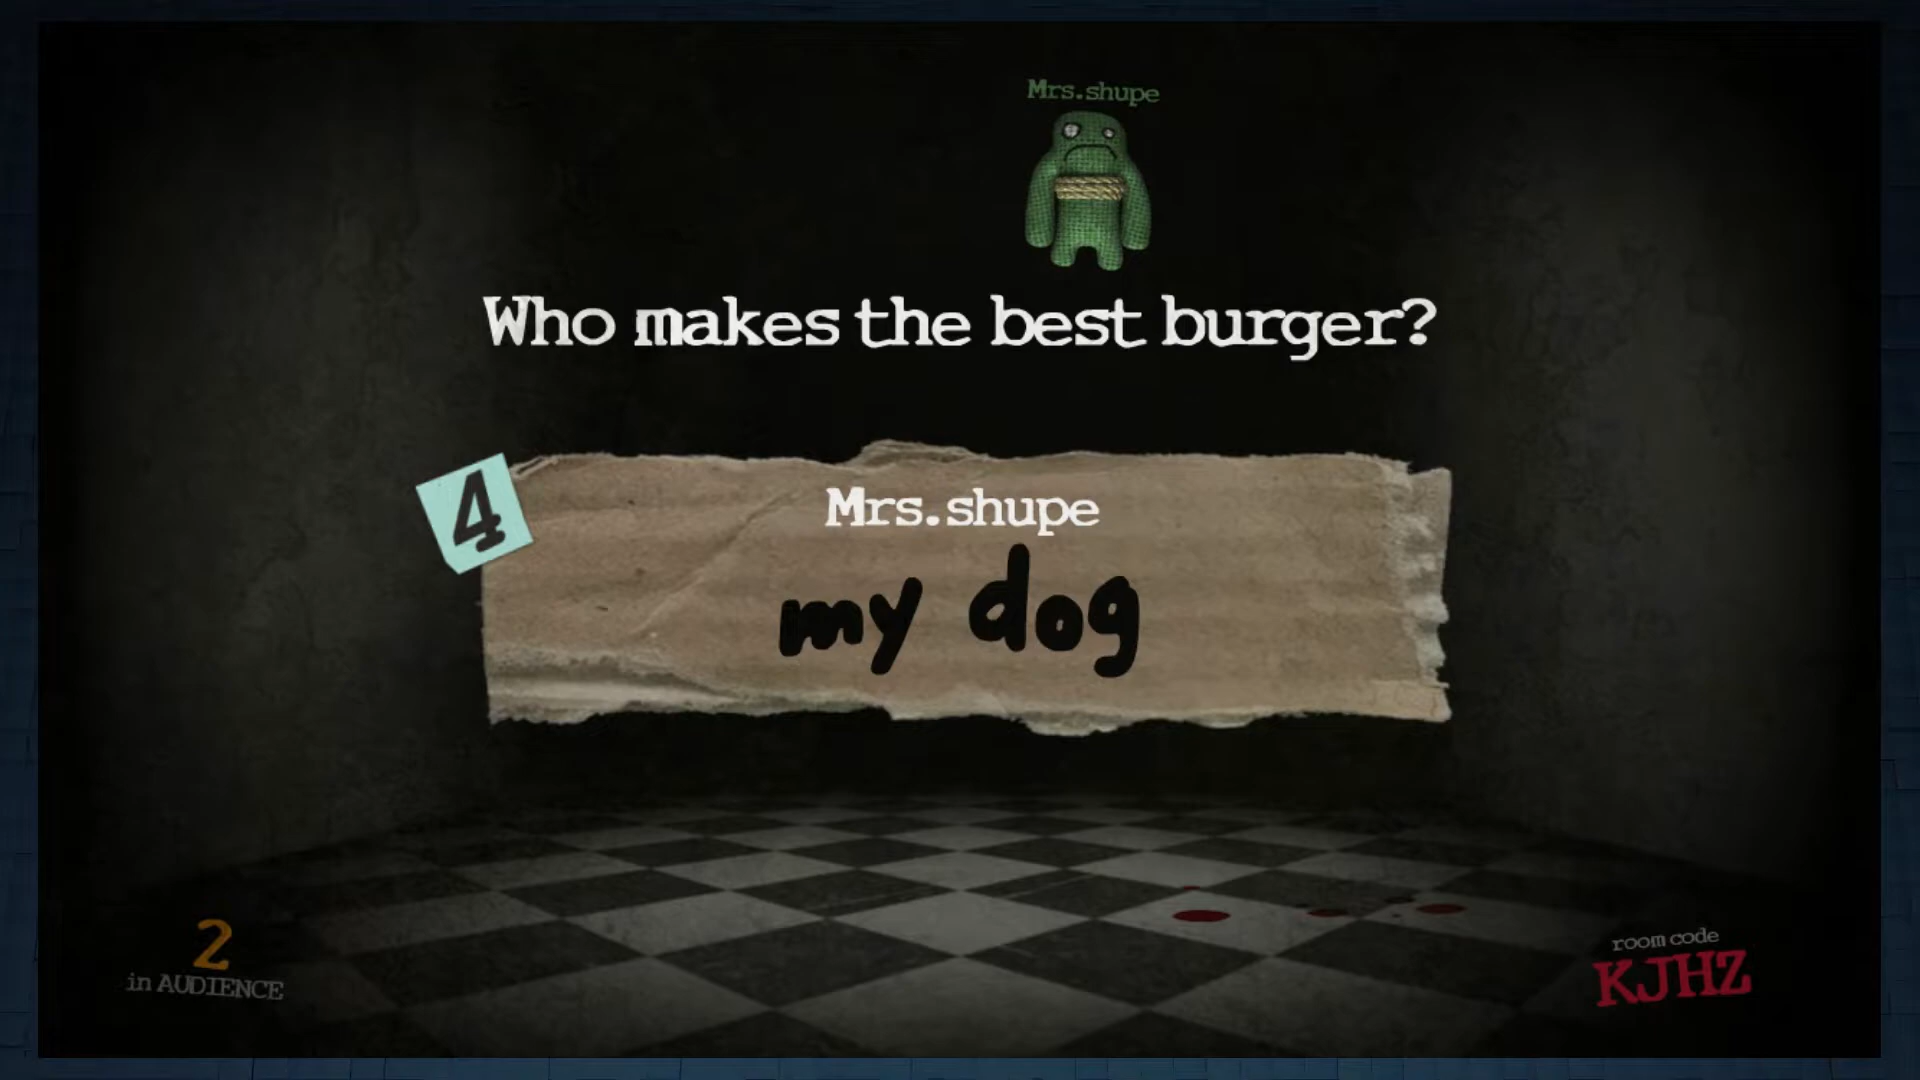 Mrs.shupe
Who makes the best burger?
4
Mrs.shupe
my dog
2
in AUDIENCE
room code
KJHZ